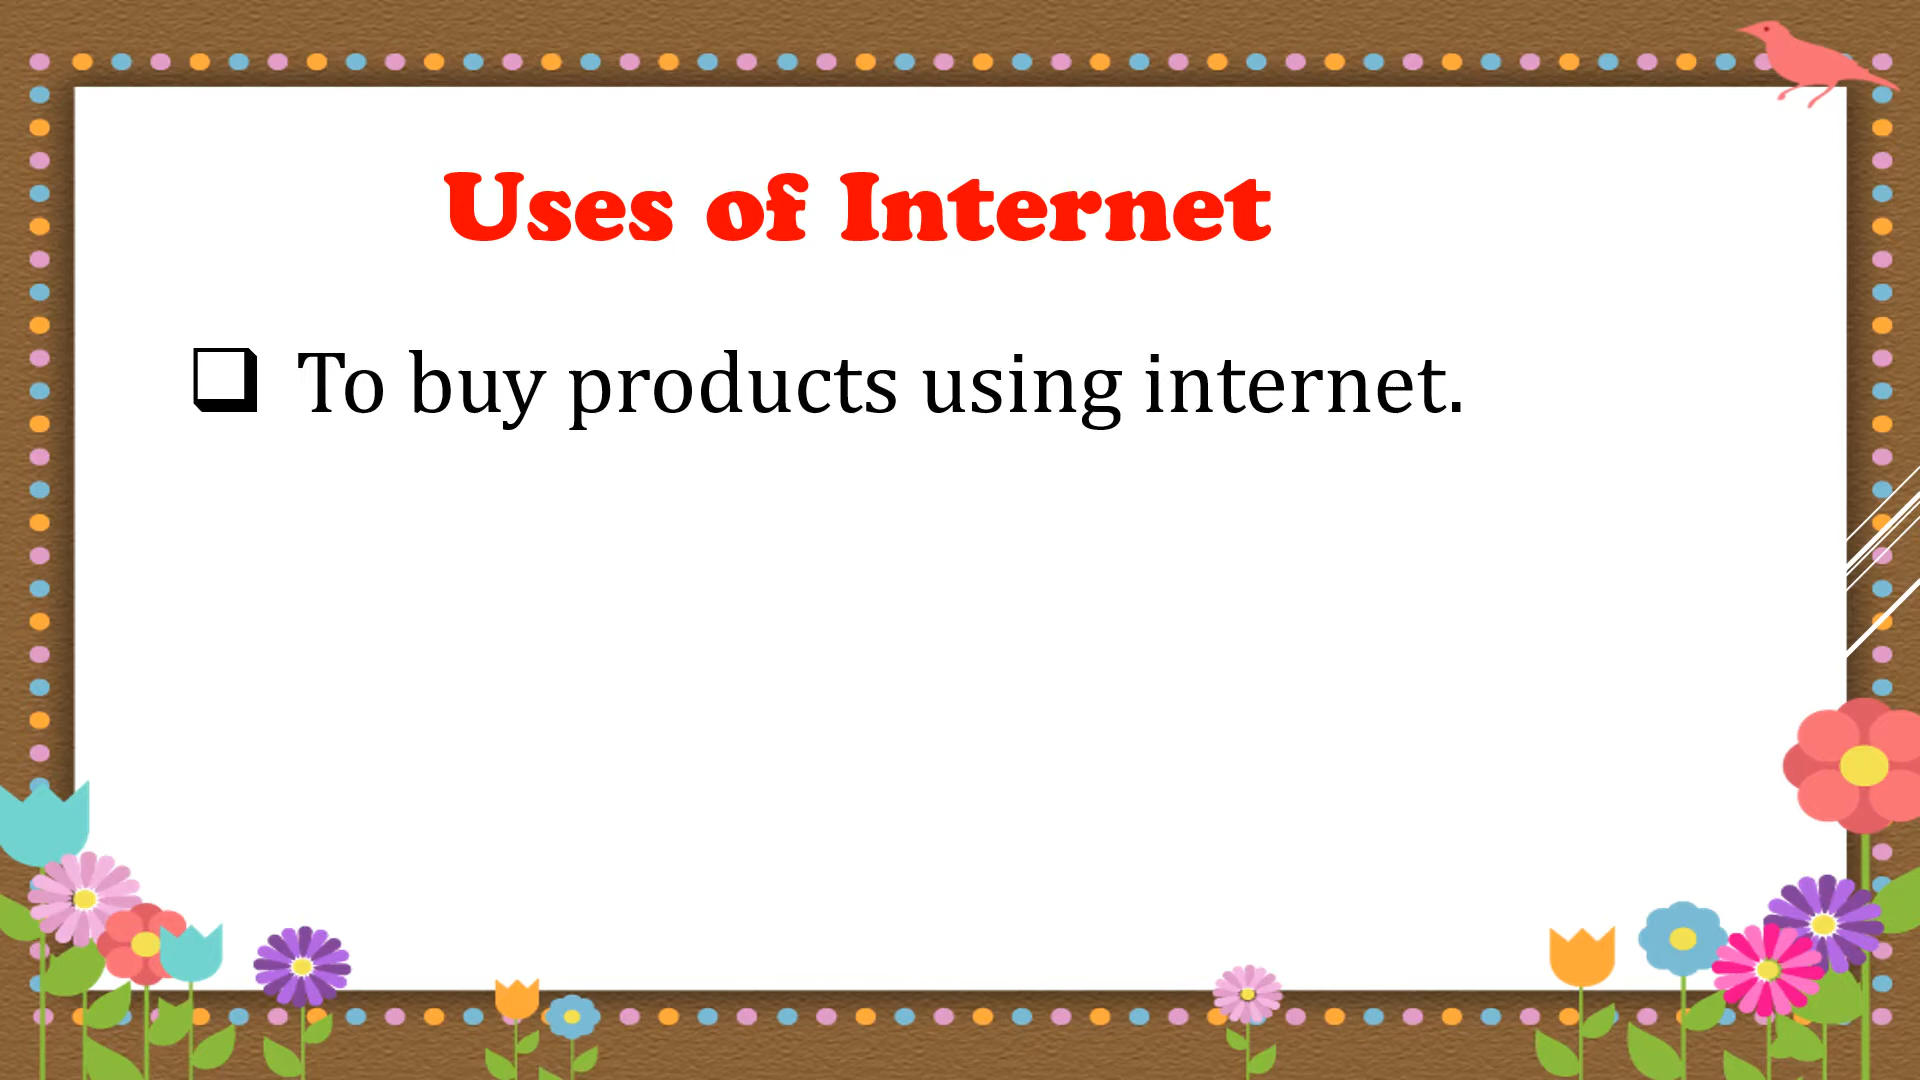 Uses of Internet
❑ To buy products using internet.